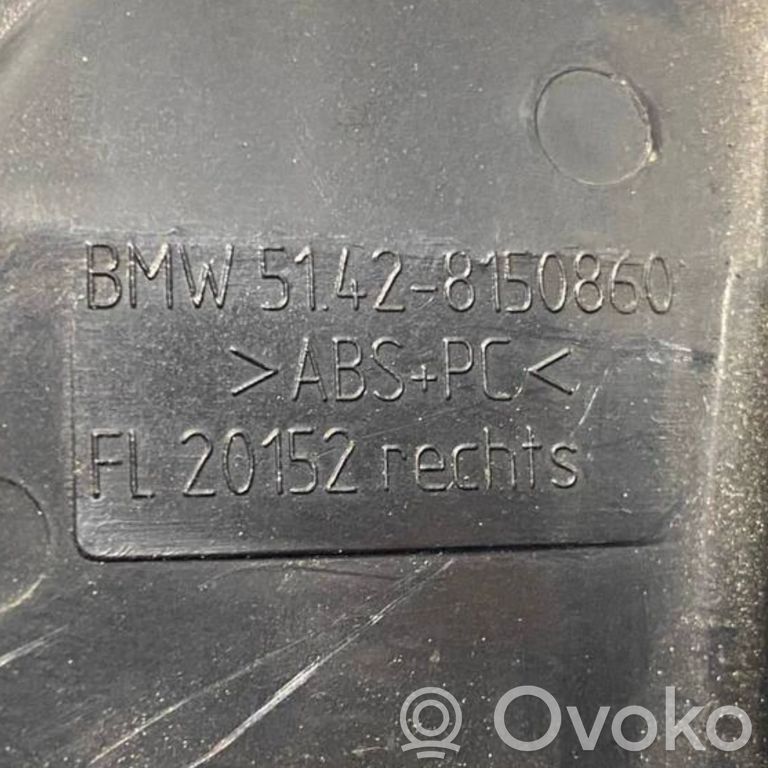 BMW 51.42-8150860
>ABS+PC<
FL 20152 rechts
Ovoko